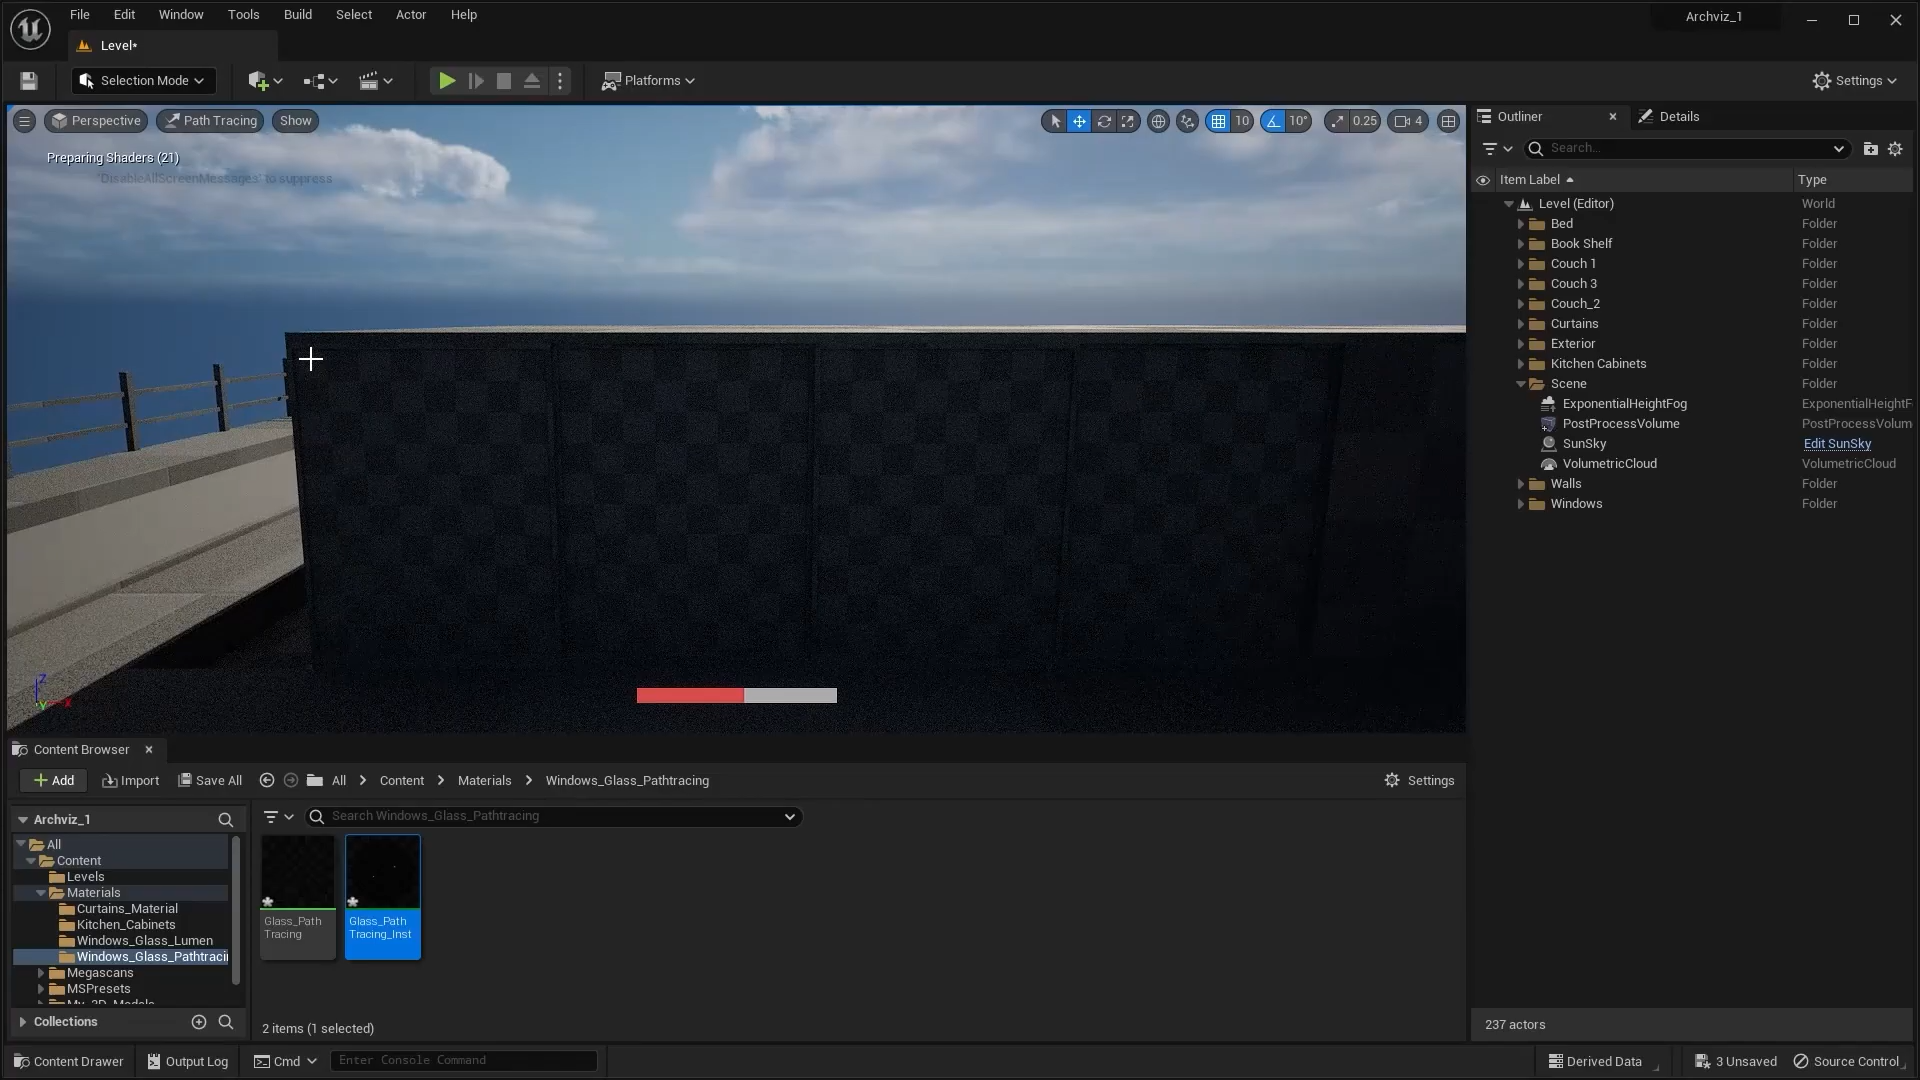 File Edit Window Tools Build Select Actor Help
Archviz_1
Level*
Selection Mode
Platforms
Settings
Perspective
Path Tracing
Show
10
10°
0.25
4
Preparing Shaders (21)
'DisableAllScreenMessages' to suppress
Z
Y
X
Outliner
Details
Search...
Item Label
Type
Level (Editor) World
Bed Folder
Book Shelf Folder
Couch 1 Folder
Couch 3 Folder
Couch_2 Folder
Curtains Folder
Exterior Folder
Kitchen Cabinets Folder
Scene Folder
ExponentialHeightFog ExponentialHeightF
PostProcessVolume PostProcessVolum
SunSky Edit SunSky
VolumetricCloud VolumetricCloud
Walls Folder
Windows Folder
237 actors
Content Browser
Add
Import
Save All
All
Content
Materials
Windows_Glass_Pathtracing
Settings
Archviz_1
All
Content
Levels
Materials
Curtains_Material
Kitchen_Cabinets
Windows_Glass_Lumen
Windows_Glass_Pathtraci
Megascans
MSPresets
My_3D_Models
Collections
Search Windows_Glass_Pathtracing
Glass_Path
Tracing
Glass_Path
Tracing_Inst
2 items (1 selected)
Content Drawer
Output Log
Cmd
Enter Console Command
Derived Data
3 Unsaved
Source Control